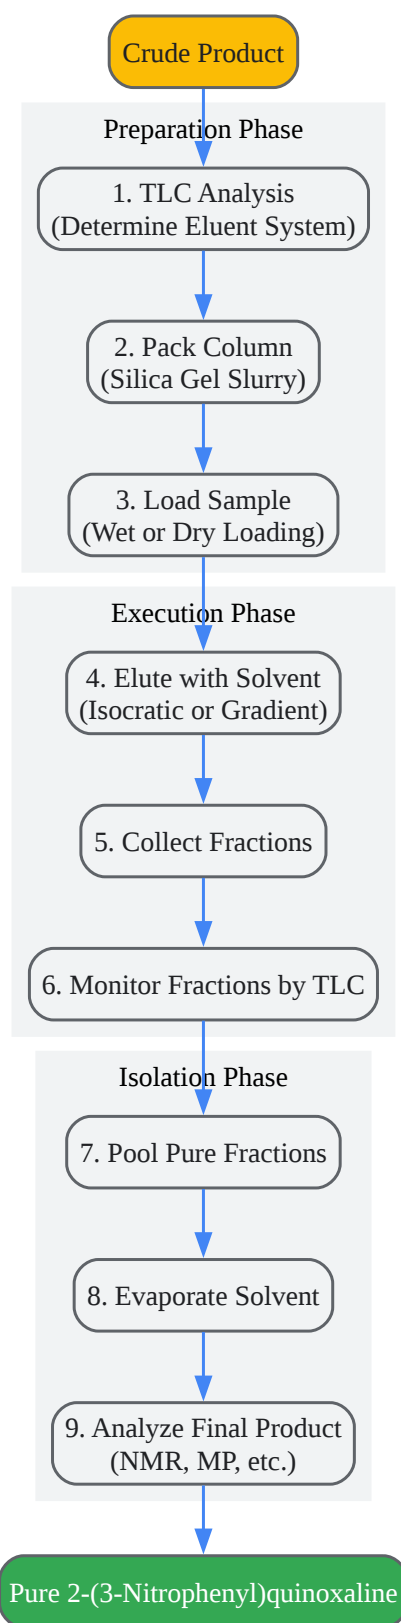 Crude Product
Preparation Phase
1. TLC Analysis
(Determine Eluent System)
2. Pack Column
(Silica Gel Slurry)
3. Load Sample
(Wet or Dry Loading)
Execution Phase
4. Elute with Solvent
(Isocratic or Gradient)
5. Collect Fractions
6. Monitor Fractions by TLC
Isolation Phase
7. Pool Pure Fractions
8. Evaporate Solvent
9. Analyze Final Product
(NMR, MP, etc.)
Pure 2-(3-Nitrophenyl)quinoxaline